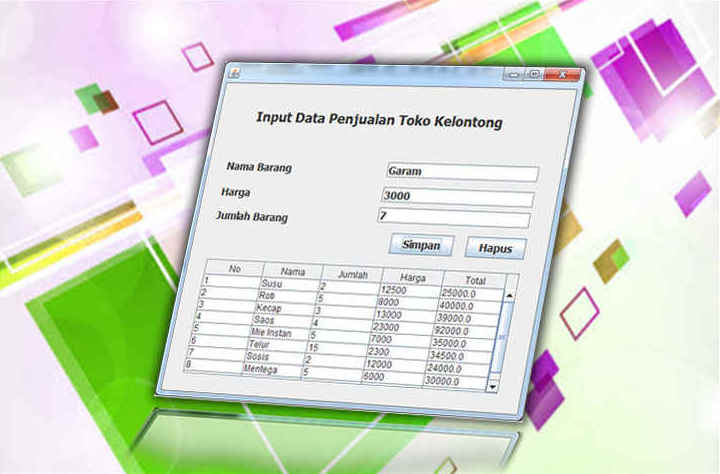 Input Data Penjualan Toko Kelontong
Nama Barang Garam
Harga 3000
Jumlah Barang 7
Simpan Hapus
No Nama Jumlah Harga Total
1 Susu 2 12500 25000.0
2 Roti 5 8000 40000.0
3 Kecap 3 13000 39000.0
4 Saos 4 23000 92000.0
5 Mie Instan 5 7000 35000.0
6 Telur 15 2300 34500.0
7 Sosis 2 12000 24000.0
8 Mentega 5 6000 30000.0